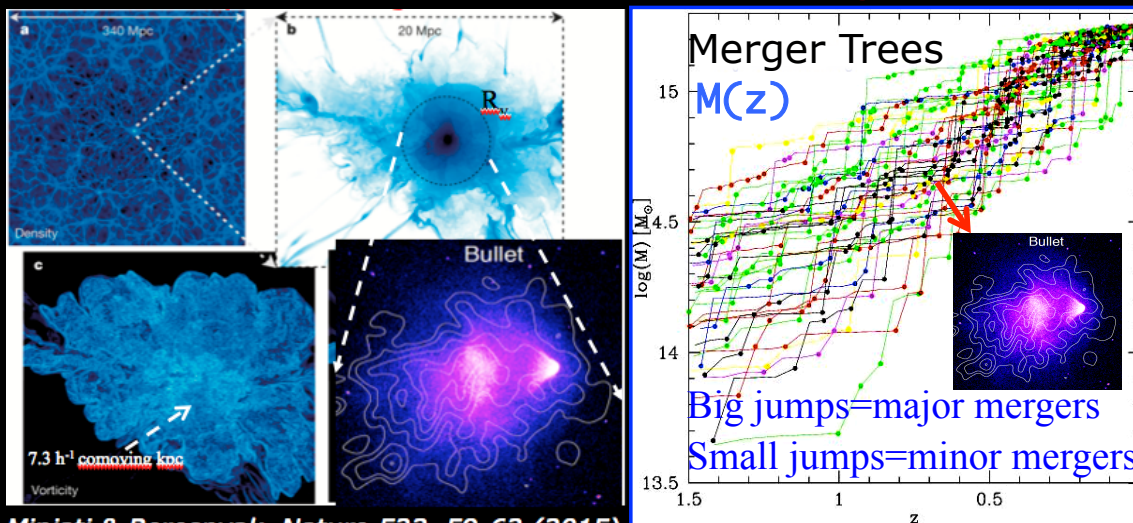 a
340 Mpc
Density
b
20 Mpc
R
v
c
7.3 h-1 comoving kpc
Vorticity
Bullet
Miniati & Beresnyak, Nature 523, 59-62 (2015)
Merger Trees
M(z)
15
14.5
14
13.5
log(M) [M⊙]
Bullet
Big jumps=major mergers
Small jumps=minor mergers
1.5
1
0.5
z